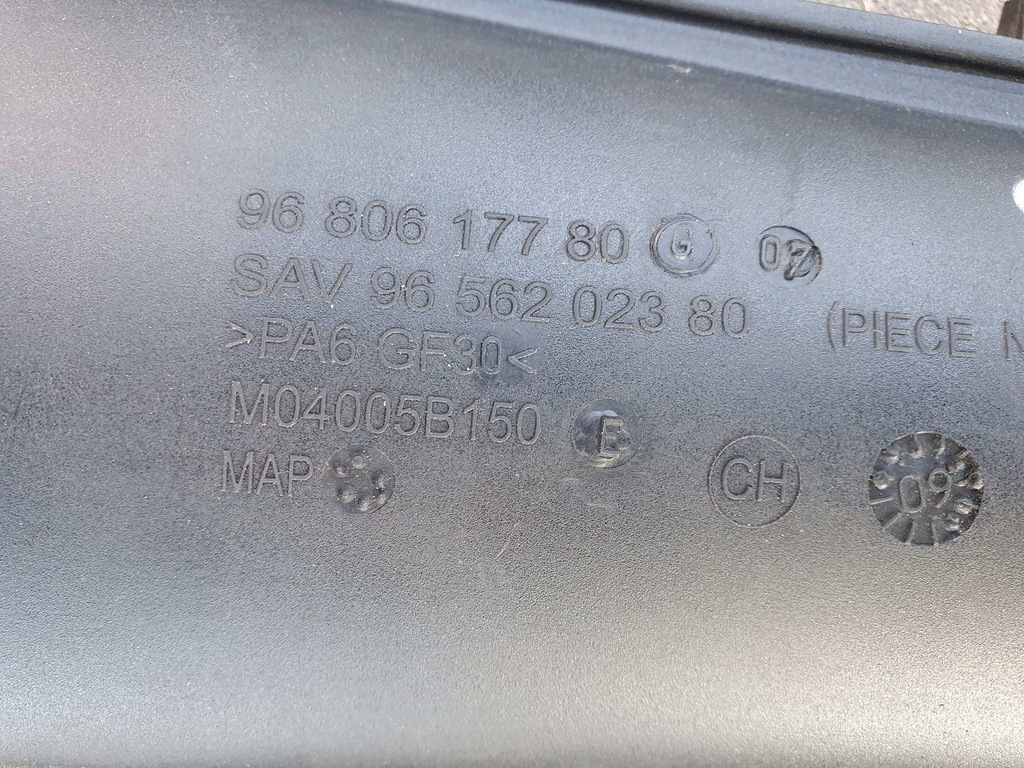 96 806 177 80 G 07
SAV 96 562 023 80 (PIECE
>PA6 GF30<
M04005B150 E
MAP CH 09